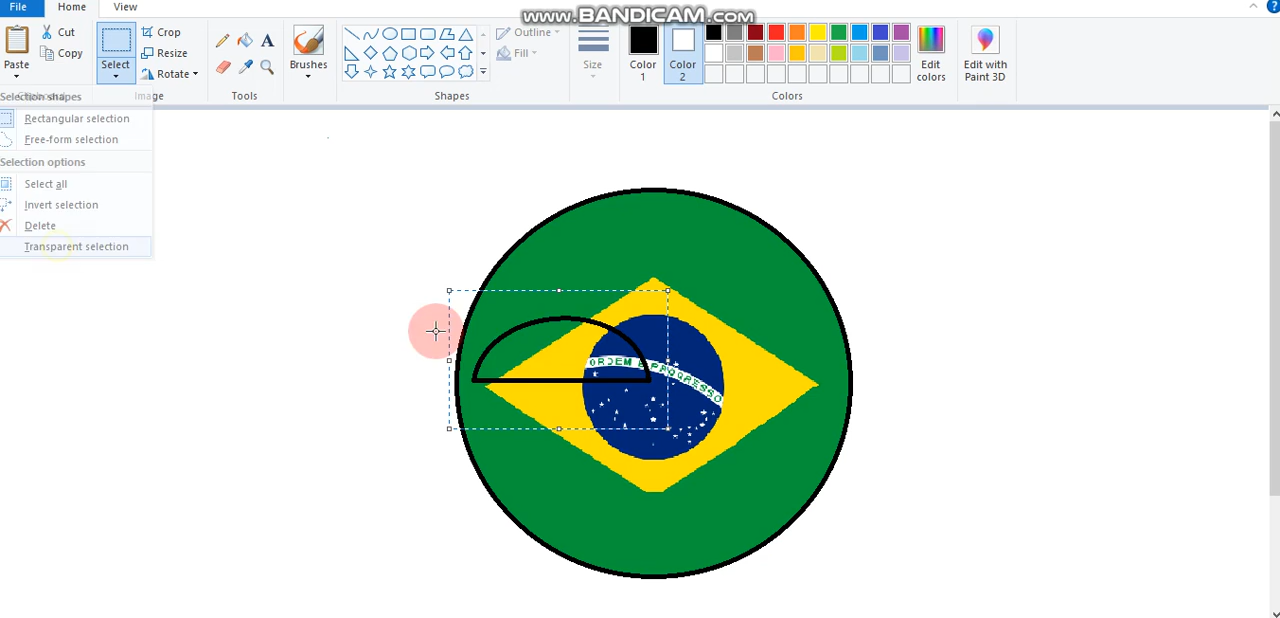 www.BANDICAM.com
File
Home
View
Paste
Cut
Copy
Clipboard
Select
Crop
Resize
Rotate
Image
Tools
Brushes
Shapes
Outline
Fill
Size
Color
1
Color
2
Colors
Edit
colors
Edit with
Paint 3D
Selection shapes
Rectangular selection
Free-form selection
Selection options
Select all
Invert selection
Delete
Transparent selection
ORDEM E PROGRESSO